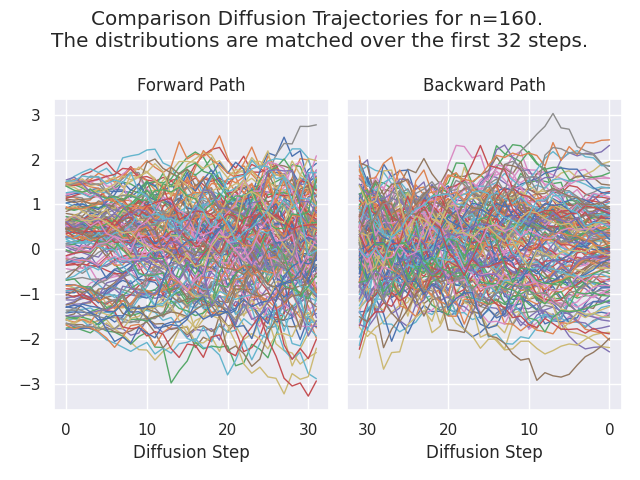 Comparison Diffusion Trajectories for n=160.
The distributions are matched over the first 32 steps.
Forward Path
Backward Path
3
2
1
0
−1
−2
−3
0 10 20 30
30 20 10 0
Diffusion Step
Diffusion Step